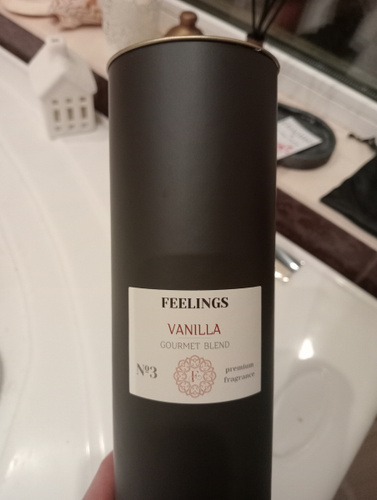 FEELINGS
VANILLA
GOURMET BLEND
Nº3
F
premium
fragrance